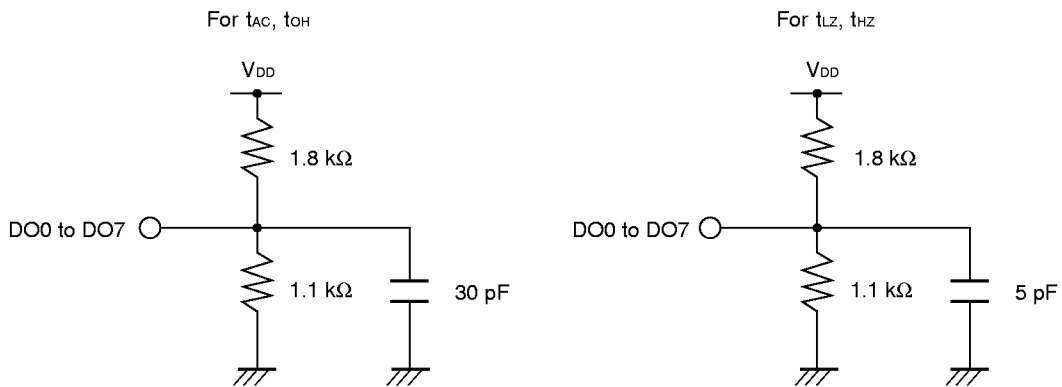 For tAC, tOH
VDD
1.8 kΩ
DO0 to DO7
1.1 kΩ
30 pF
For tLZ, tHZ
VDD
1.8 kΩ
DO0 to DO7
1.1 kΩ
5 pF